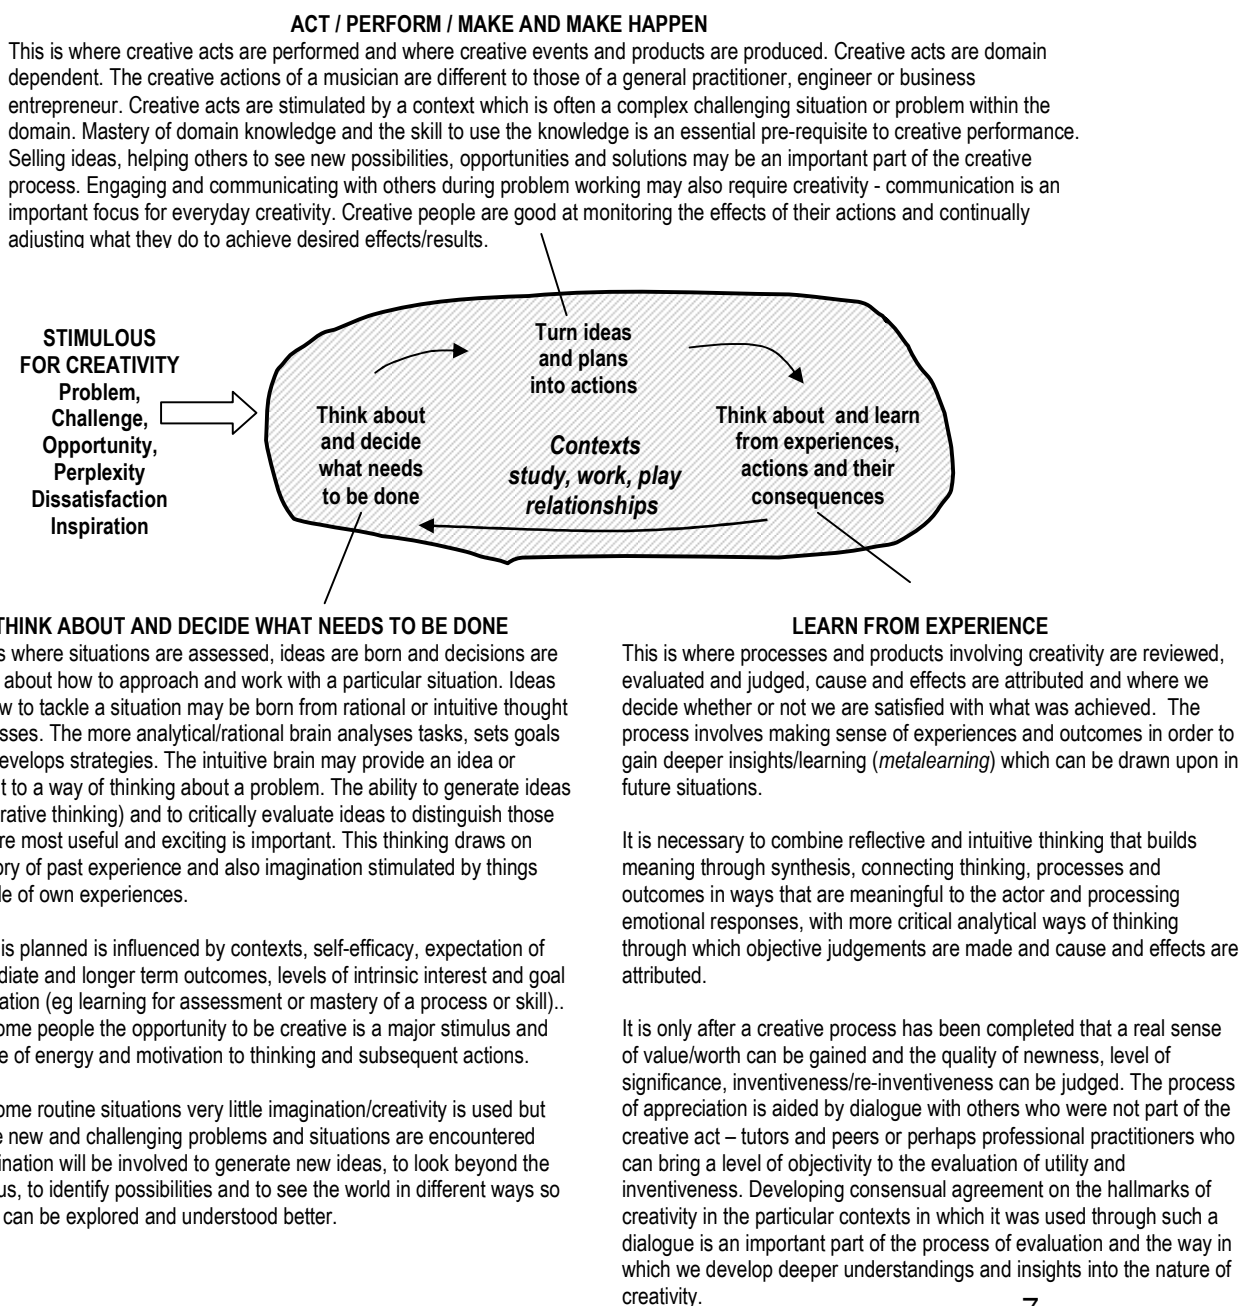 ACT / PERFORM / MAKE AND MAKE HAPPEN
This is where creative acts are performed and where creative events and products are produced. Creative acts are domain
dependent. The creative actions of a musician are different to those of a general practitioner, engineer or business
entrepreneur. Creative acts are stimulated by a context which is often a complex challenging situation or problem within the
domain. Mastery of domain knowledge and the skill to use the knowledge is an essential pre-requisite to creative performance.
Selling ideas, helping others to see new possibilities, opportunities and solutions may be an important part of the creative
process. Engaging and communicating with others during problem working may also require creativity - communication is an
important focus for everyday creativity. Creative people are good at monitoring the effects of their actions and continually
adjusting what they do to achieve desired effects/results.
STIMULOUS
FOR CREATIVITY
Problem,
Challenge,
Opportunity,
Perplexity
Dissatisfaction
Inspiration
Think about
and decide
what needs
to be done
Turn ideas
and plans
into actions
Contexts
study, work, play
relationships
Think about and learn
from experiences,
actions and their
consequences
THINK ABOUT AND DECIDE WHAT NEEDS TO BE DONE
s where situations are assessed, ideas are born and decisions are
about how to approach and work with a particular situation. Ideas
w to tackle a situation may be born from rational or intuitive thought
sses. The more analytical/rational brain analyses tasks, sets goals
evelops strategies. The intuitive brain may provide an idea or
t to a way of thinking about a problem. The ability to generate ideas
rative thinking) and to critically evaluate ideas to distinguish those
re most useful and exciting is important. This thinking draws on
ory of past experience and also imagination stimulated by things
le of own experiences.
is planned is influenced by contexts, self-efficacy, expectation of
diate and longer term outcomes, levels of intrinsic interest and goal
ation (eg learning for assessment or mastery of a process or skill)..
ome people the opportunity to be creative is a major stimulus and
e of energy and motivation to thinking and subsequent actions.
ome routine situations very little imagination/creativity is used but
e new and challenging problems and situations are encountered
ination will be involved to generate new ideas, to look beyond the
us, to identify possibilities and to see the world in different ways so
can be explored and understood better.
LEARN FROM EXPERIENCE
This is where processes and products involving creativity are reviewed,
evaluated and judged, cause and effects are attributed and where we
decide whether or not we are satisfied with what was achieved. The
process involves making sense of experiences and outcomes in order to
gain deeper insights/learning (metalearning) which can be drawn upon in
future situations.
It is necessary to combine reflective and intuitive thinking that builds
meaning through synthesis, connecting thinking, processes and
outcomes in ways that are meaningful to the actor and processing
emotional responses, with more critical analytical ways of thinking
through which objective judgements are made and cause and effects are
attributed.
It is only after a creative process has been completed that a real sense
of value/worth can be gained and the quality of newness, level of
significance, inventiveness/re-inventiveness can be judged. The process
of appreciation is aided by dialogue with others who were not part of the
creative act – tutors and peers or perhaps professional practitioners who
can bring a level of objectivity to the evaluation of utility and
inventiveness. Developing consensual agreement on the hallmarks of
creativity in the particular contexts in which it was used through such a
dialogue is an important part of the process of evaluation and the way in
which we develop deeper understandings and insights into the nature of
creativity.